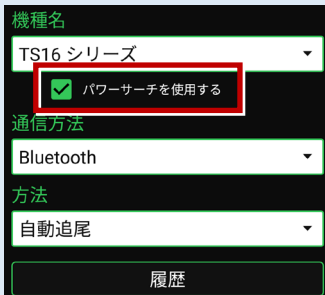 機種名
TS16 シリーズ
パワーサーチを使用する
通信方法
Bluetooth
方法
自動追尾
履歴